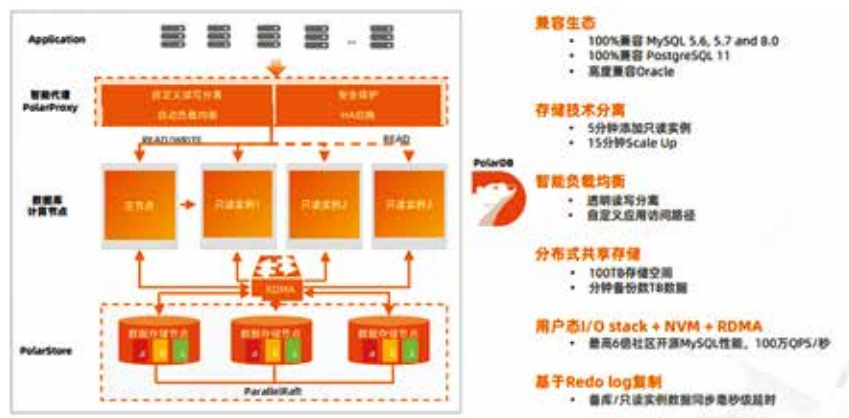 Application
...
智能代理
PolarProxy
自定义读写分离
自动负载均衡
安全保护
HA切换
READ/WRITE
READ
数据库
计算节点
主节点
只读实例1
只读实例2
只读实例3
RDMA
PolarStore
数据存储节点
数据存储节点
数据存储节点
ParallelRaft
PolarDB
兼容生态
• 100%兼容 MySQL 5.6, 5.7 and 8.0
• 100%兼容 PostgreSQL 11
• 高度兼容Oracle
存储技术分离
• 5分钟添加只读实例
• 15分钟Scale Up
智能负载均衡
• 透明读写分离
• 自定义应用访问路径
分布式共享存储
• 100TB存储空间
• 分钟备份数TB数据
用户态I/O stack + NVM + RDMA
• 最高6倍社区开源MySQL性能，100万QPS/秒
基于Redo log复制
• 备库/只读实例数据同步毫秒级延时